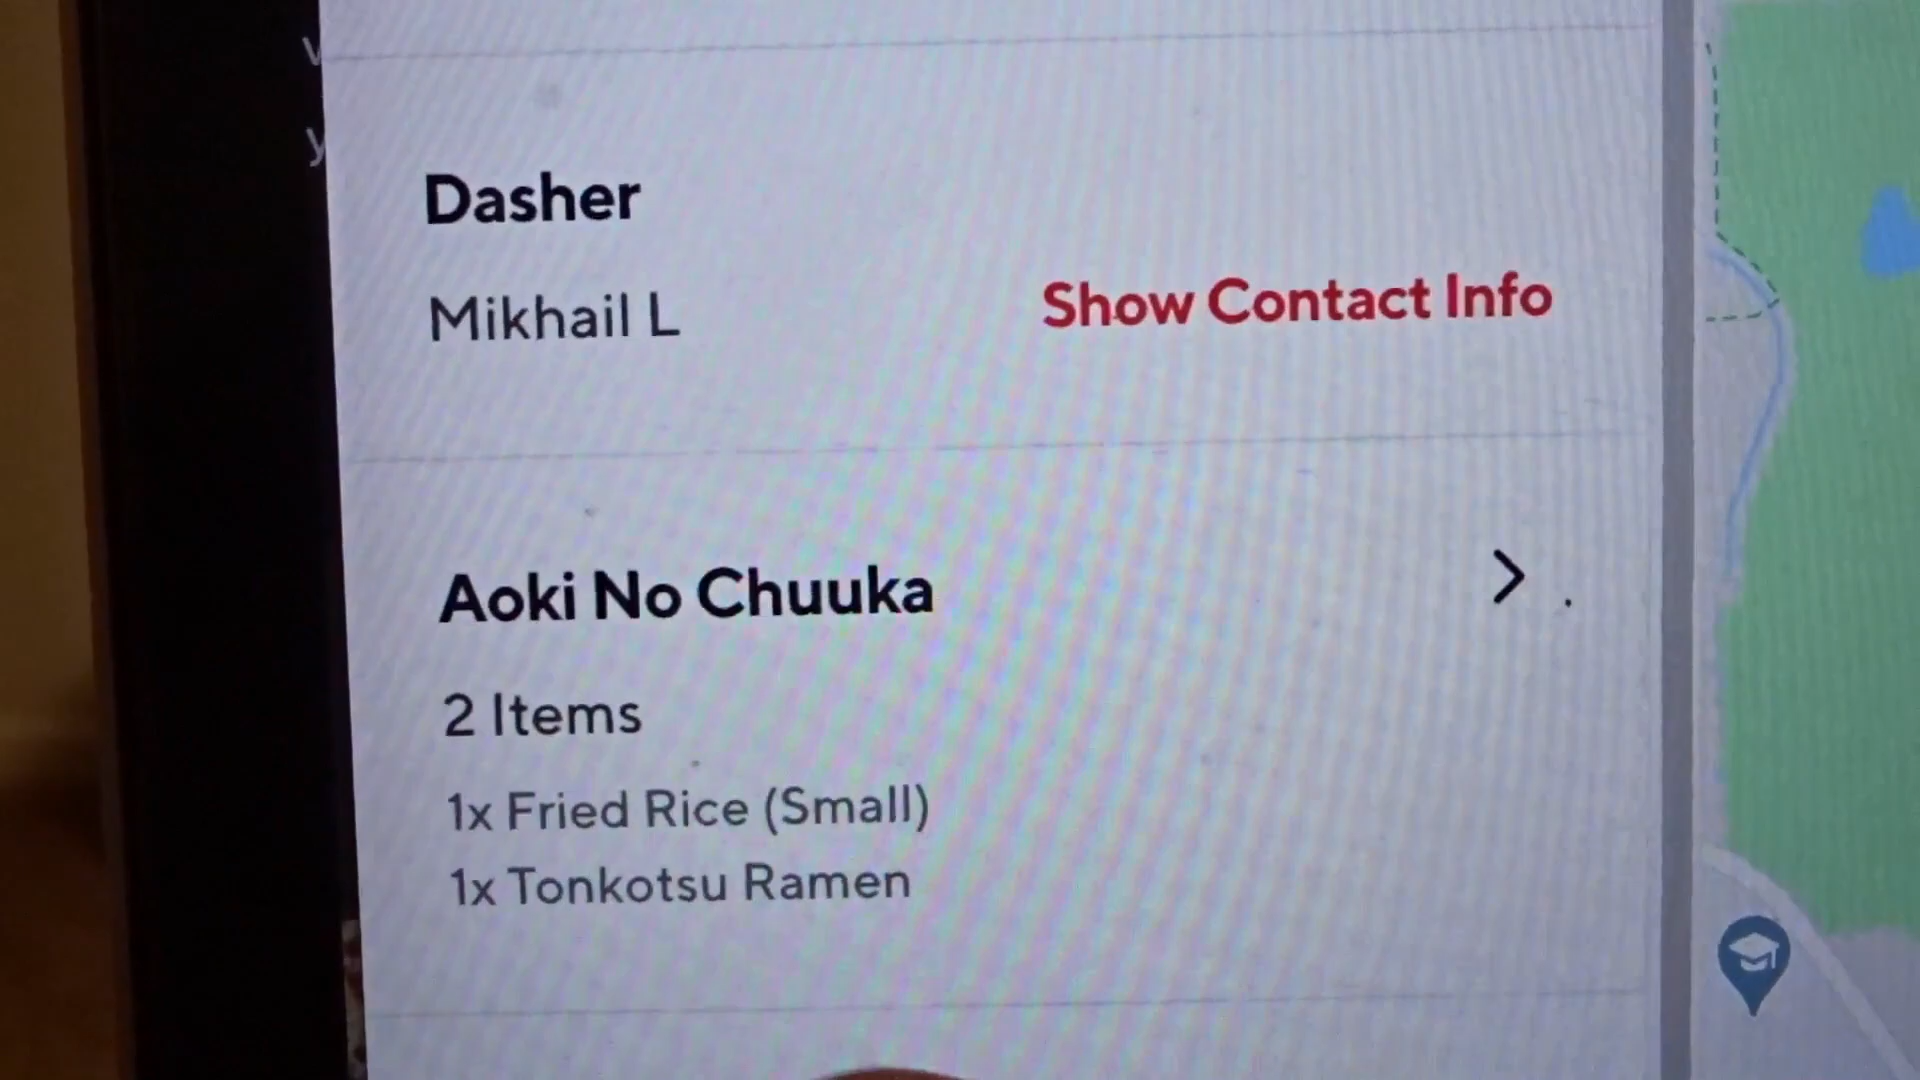 Dasher
Mikhail L
Show Contact Info
Aoki No Chuuka
2 Items
1x Fried Rice (Small)
1x Tonkotsu Ramen